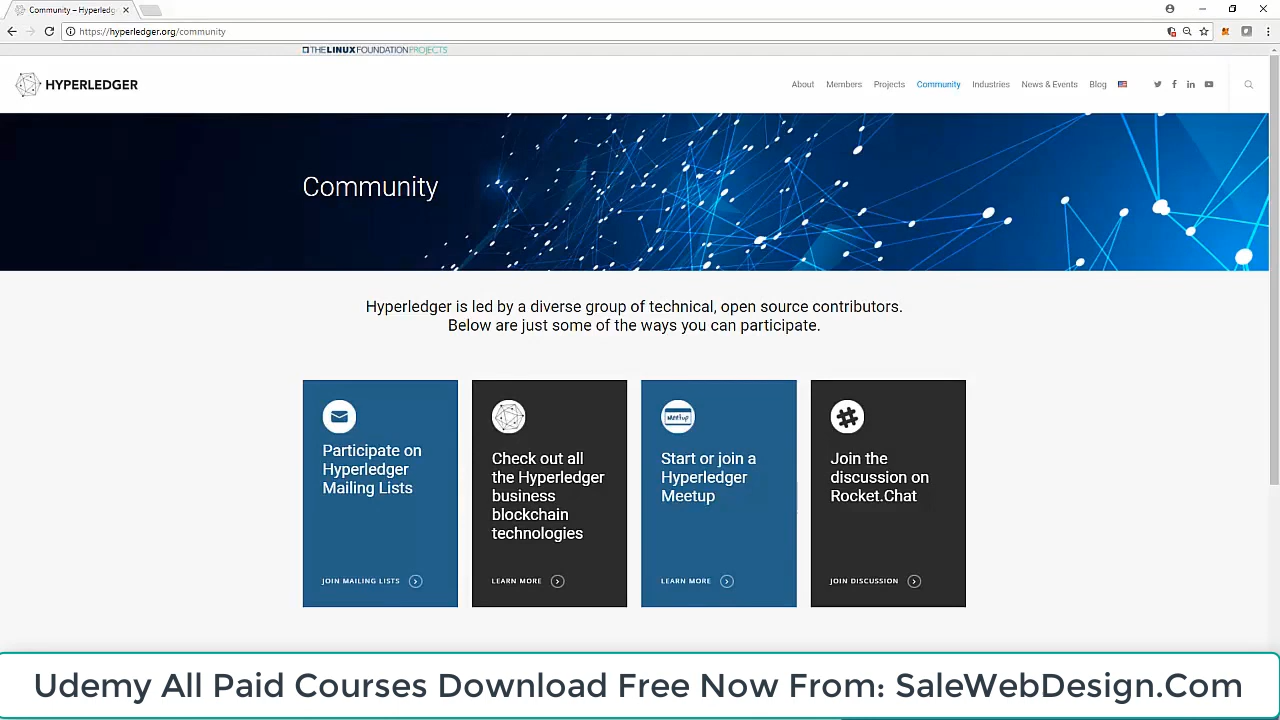 Community – Hyperledg
https://hyperledger.org/community
THE LINUX FOUNDATION PROJECTS
HYPERLEDGER
About Members Projects Community Industries News & Events Blog
Community
Hyperledger is led by a diverse group of technical, open source contributors.
Below are just some of the ways you can participate.
Participate on
Hyperledger
Mailing Lists
JOIN MAILING LISTS
Check out all
the Hyperledger
business
blockchain
technologies
LEARN MORE
Meetup
Start or join a
Hyperledger
Meetup
LEARN MORE
Join the
discussion on
Rocket.Chat
JOIN DISCUSSION
Udemy All Paid Courses Download Free Now From: SaleWebDesign.Com